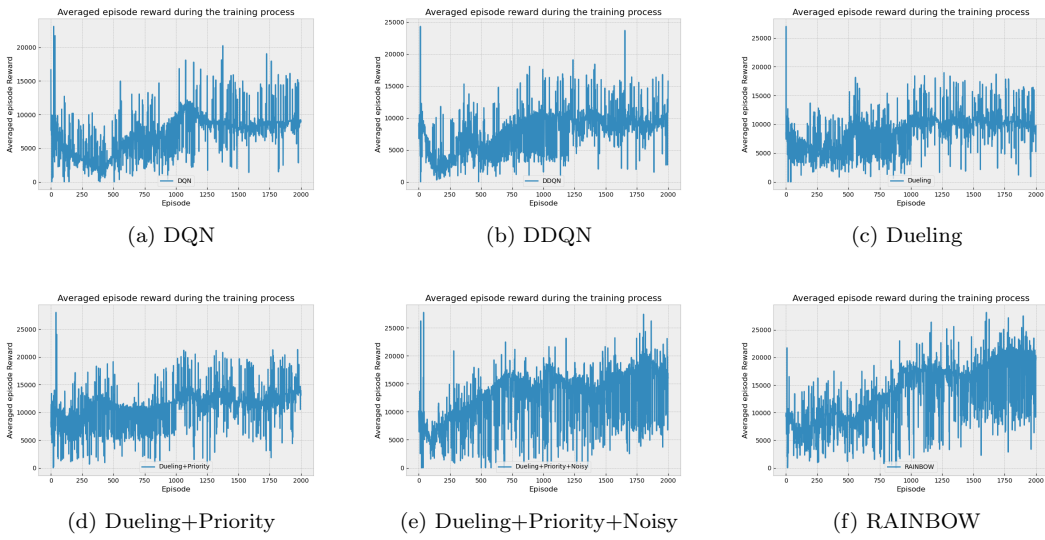 Averaged episode reward during the training process
Averaged episode Reward
20000
15000
10000
5000
0
0 250 500 750 1000 1250 1500 1750 2000
DQN
Episode
(a) DQN
Averaged episode reward during the training process
Averaged episode Reward
25000
20000
15000
10000
5000
0
0 250 500 750 1000 1250 1500 1750 2000
DDQN
Episode
(b) DDQN
Averaged episode reward during the training process
Averaged episode Reward
25000
20000
15000
10000
5000
0
0 250 500 750 1000 1250 1500 1750 2000
Dueling
Episode
(c) Dueling
Averaged episode reward during the training process
Averaged episode Reward
25000
20000
15000
10000
5000
0
0 250 500 750 1000 1250 1500 1750 2000
Dueling+Priority
Episode
(d) Dueling+Priority
Averaged episode reward during the training process
Averaged episode Reward
25000
20000
15000
10000
5000
0
0 250 500 750 1000 1250 1500 1750 2000
Dueling+Priority+Noisy
Episode
(e) Dueling+Priority+Noisy
Averaged episode reward during the training process
Averaged episode Reward
25000
20000
15000
10000
5000
0
0 250 500 750 1000 1250 1500 1750 2000
RAINBOW
Episode
(f) RAINBOW